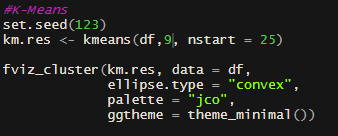 #K-Means
set.seed(123)
km.res <- kmeans(df,9, nstart = 25)
fviz_cluster(km.res, data = df,
ellipse.type = "convex",
palette = "jco",
ggtheme = theme_minimal())